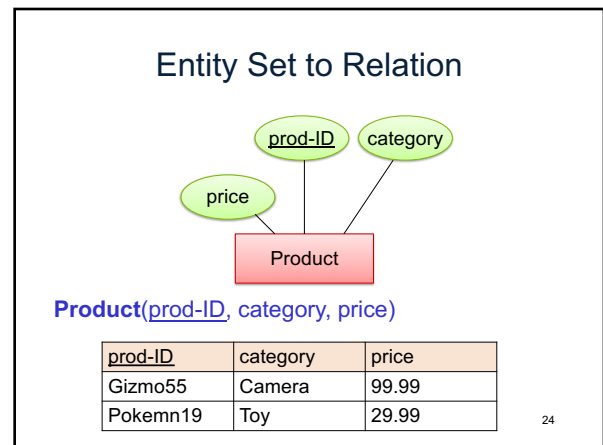 Entity Set to Relation
prod-ID category
price
Product
Product(prod-ID, category, price)
prod-ID category price
Gizmo55 Camera 99.99
Pokemn19 Toy 29.99
24